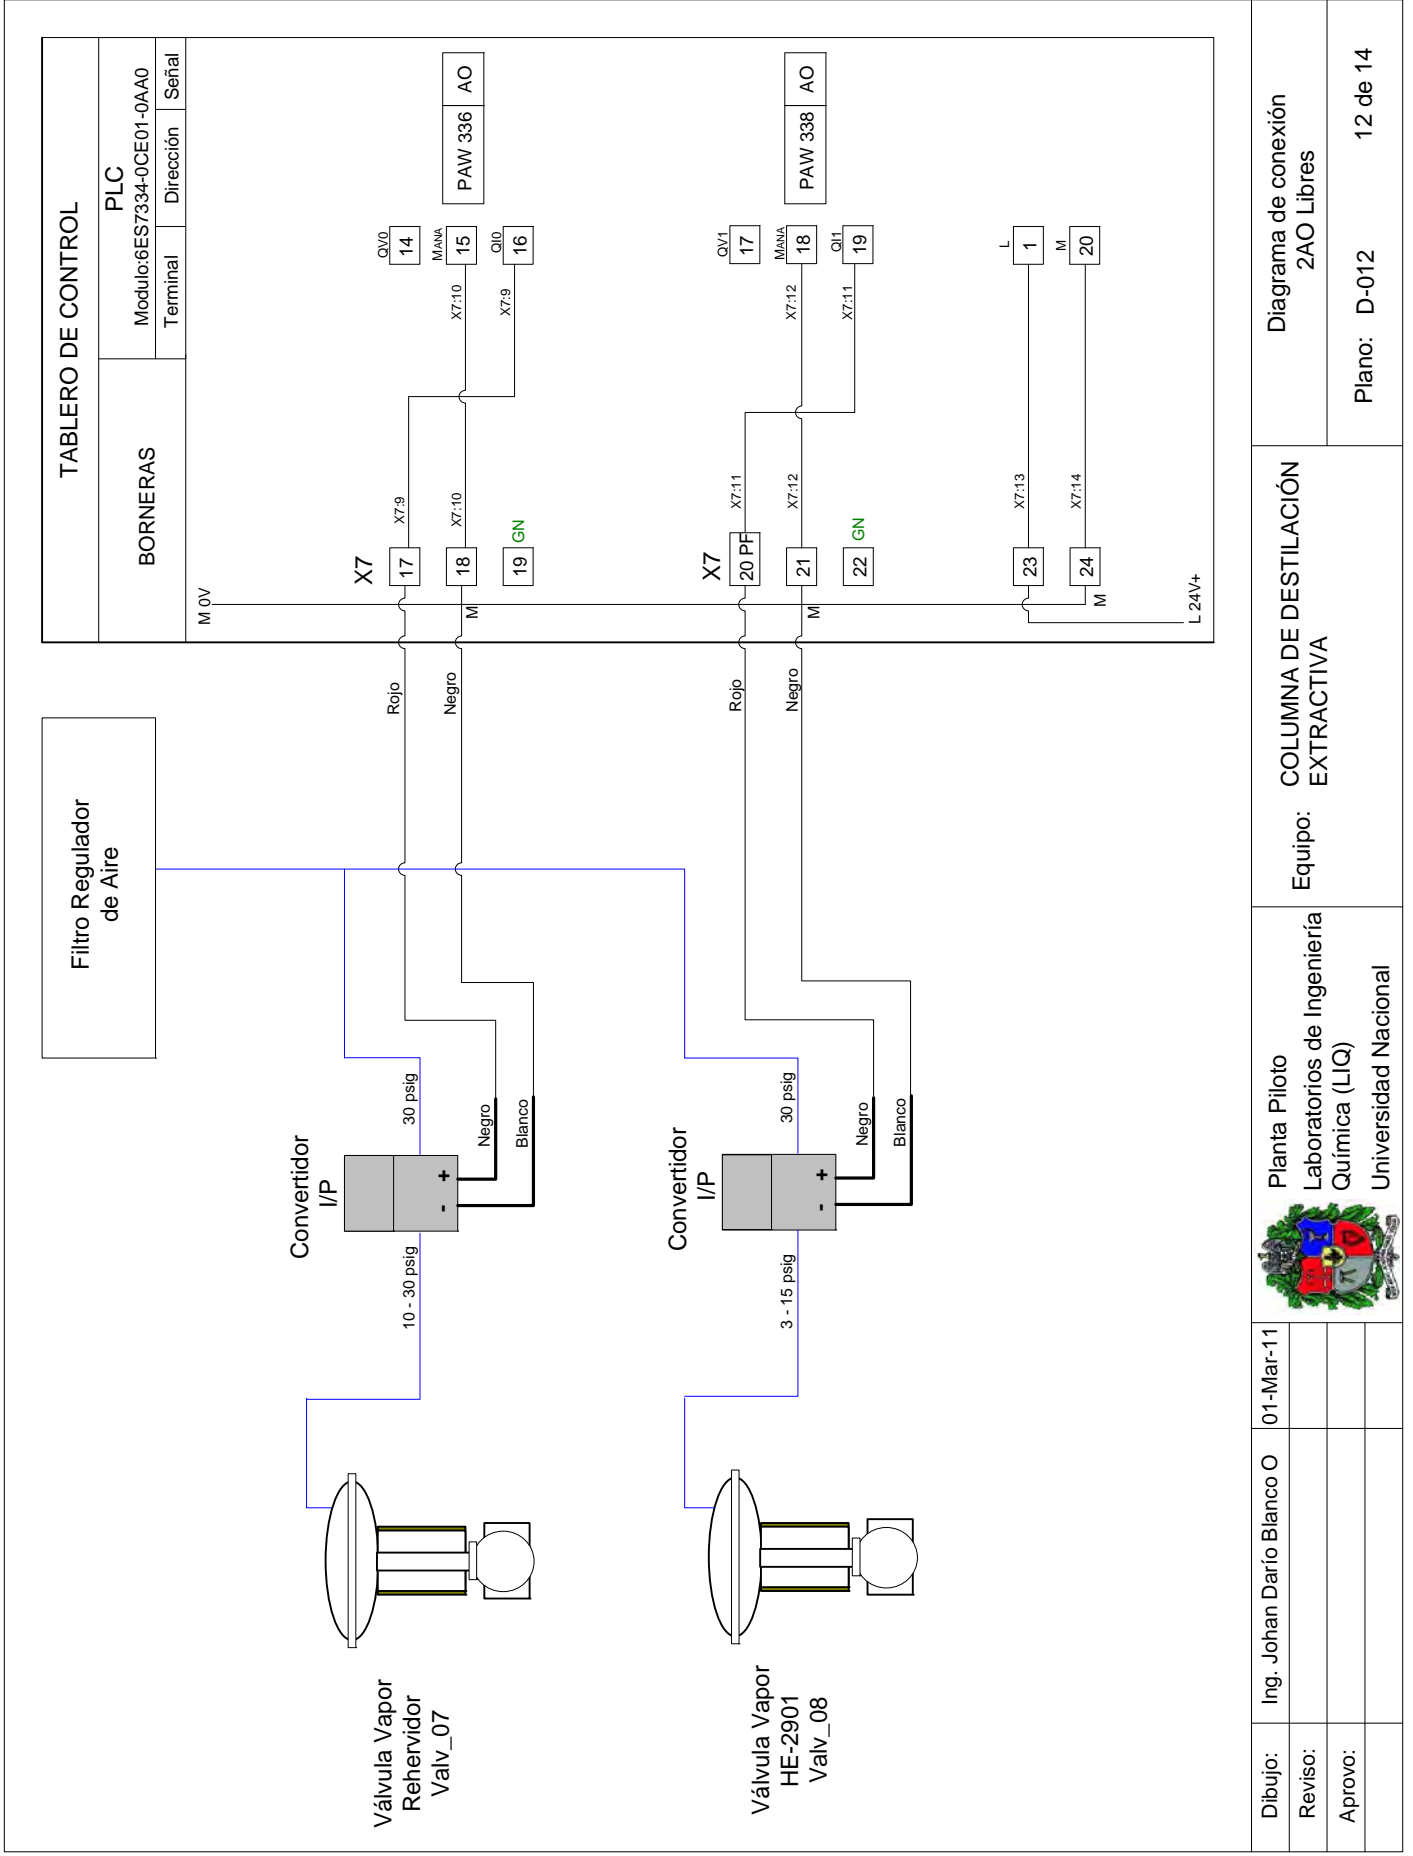 TABLERO DE CONTROL
BORNERAS
PLC
Modulo:6ES7334-0CE01-0AA0
Terminal
Dirección
Señal
Filtro Regulador
de Aire
M 0V
Válvula Vapor
Rehervidor
Valv_07
Convertidor
I/P
10 - 30 psig
30 psig
+
-
Negro
Blanco
Rojo
Negro
X7
17
X7:9
18
X7:10
M
19
GN
QV0
14
X7:10
MANA
15
X7:9
QI0
16
PAW 336
AO
Válvula Vapor
HE-2901
Valv_08
Convertidor
I/P
3 - 15 psig
30 psig
+
-
Negro
Blanco
Rojo
Negro
X7
20 PF
X7:11
21
X7:12
M
22
GN
QV1
17
X7:12
MANA
18
X7:11
QI1
19
PAW 338
AO
23
X7:13
L
1
24
X7:14
M
20
M
L 24V+
Dibujo:
Ing. Johan Darío Blanco O
01-Mar-11
Reviso:
Aprovo:
Planta Piloto
Laboratorios de Ingeniería
Química (LIQ)
Universidad Nacional
Equipo:
COLUMNA DE DESTILACIÓN
EXTRACTIVA
Diagrama de conexión
2AO Libres
Plano:
D-012
12 de 14